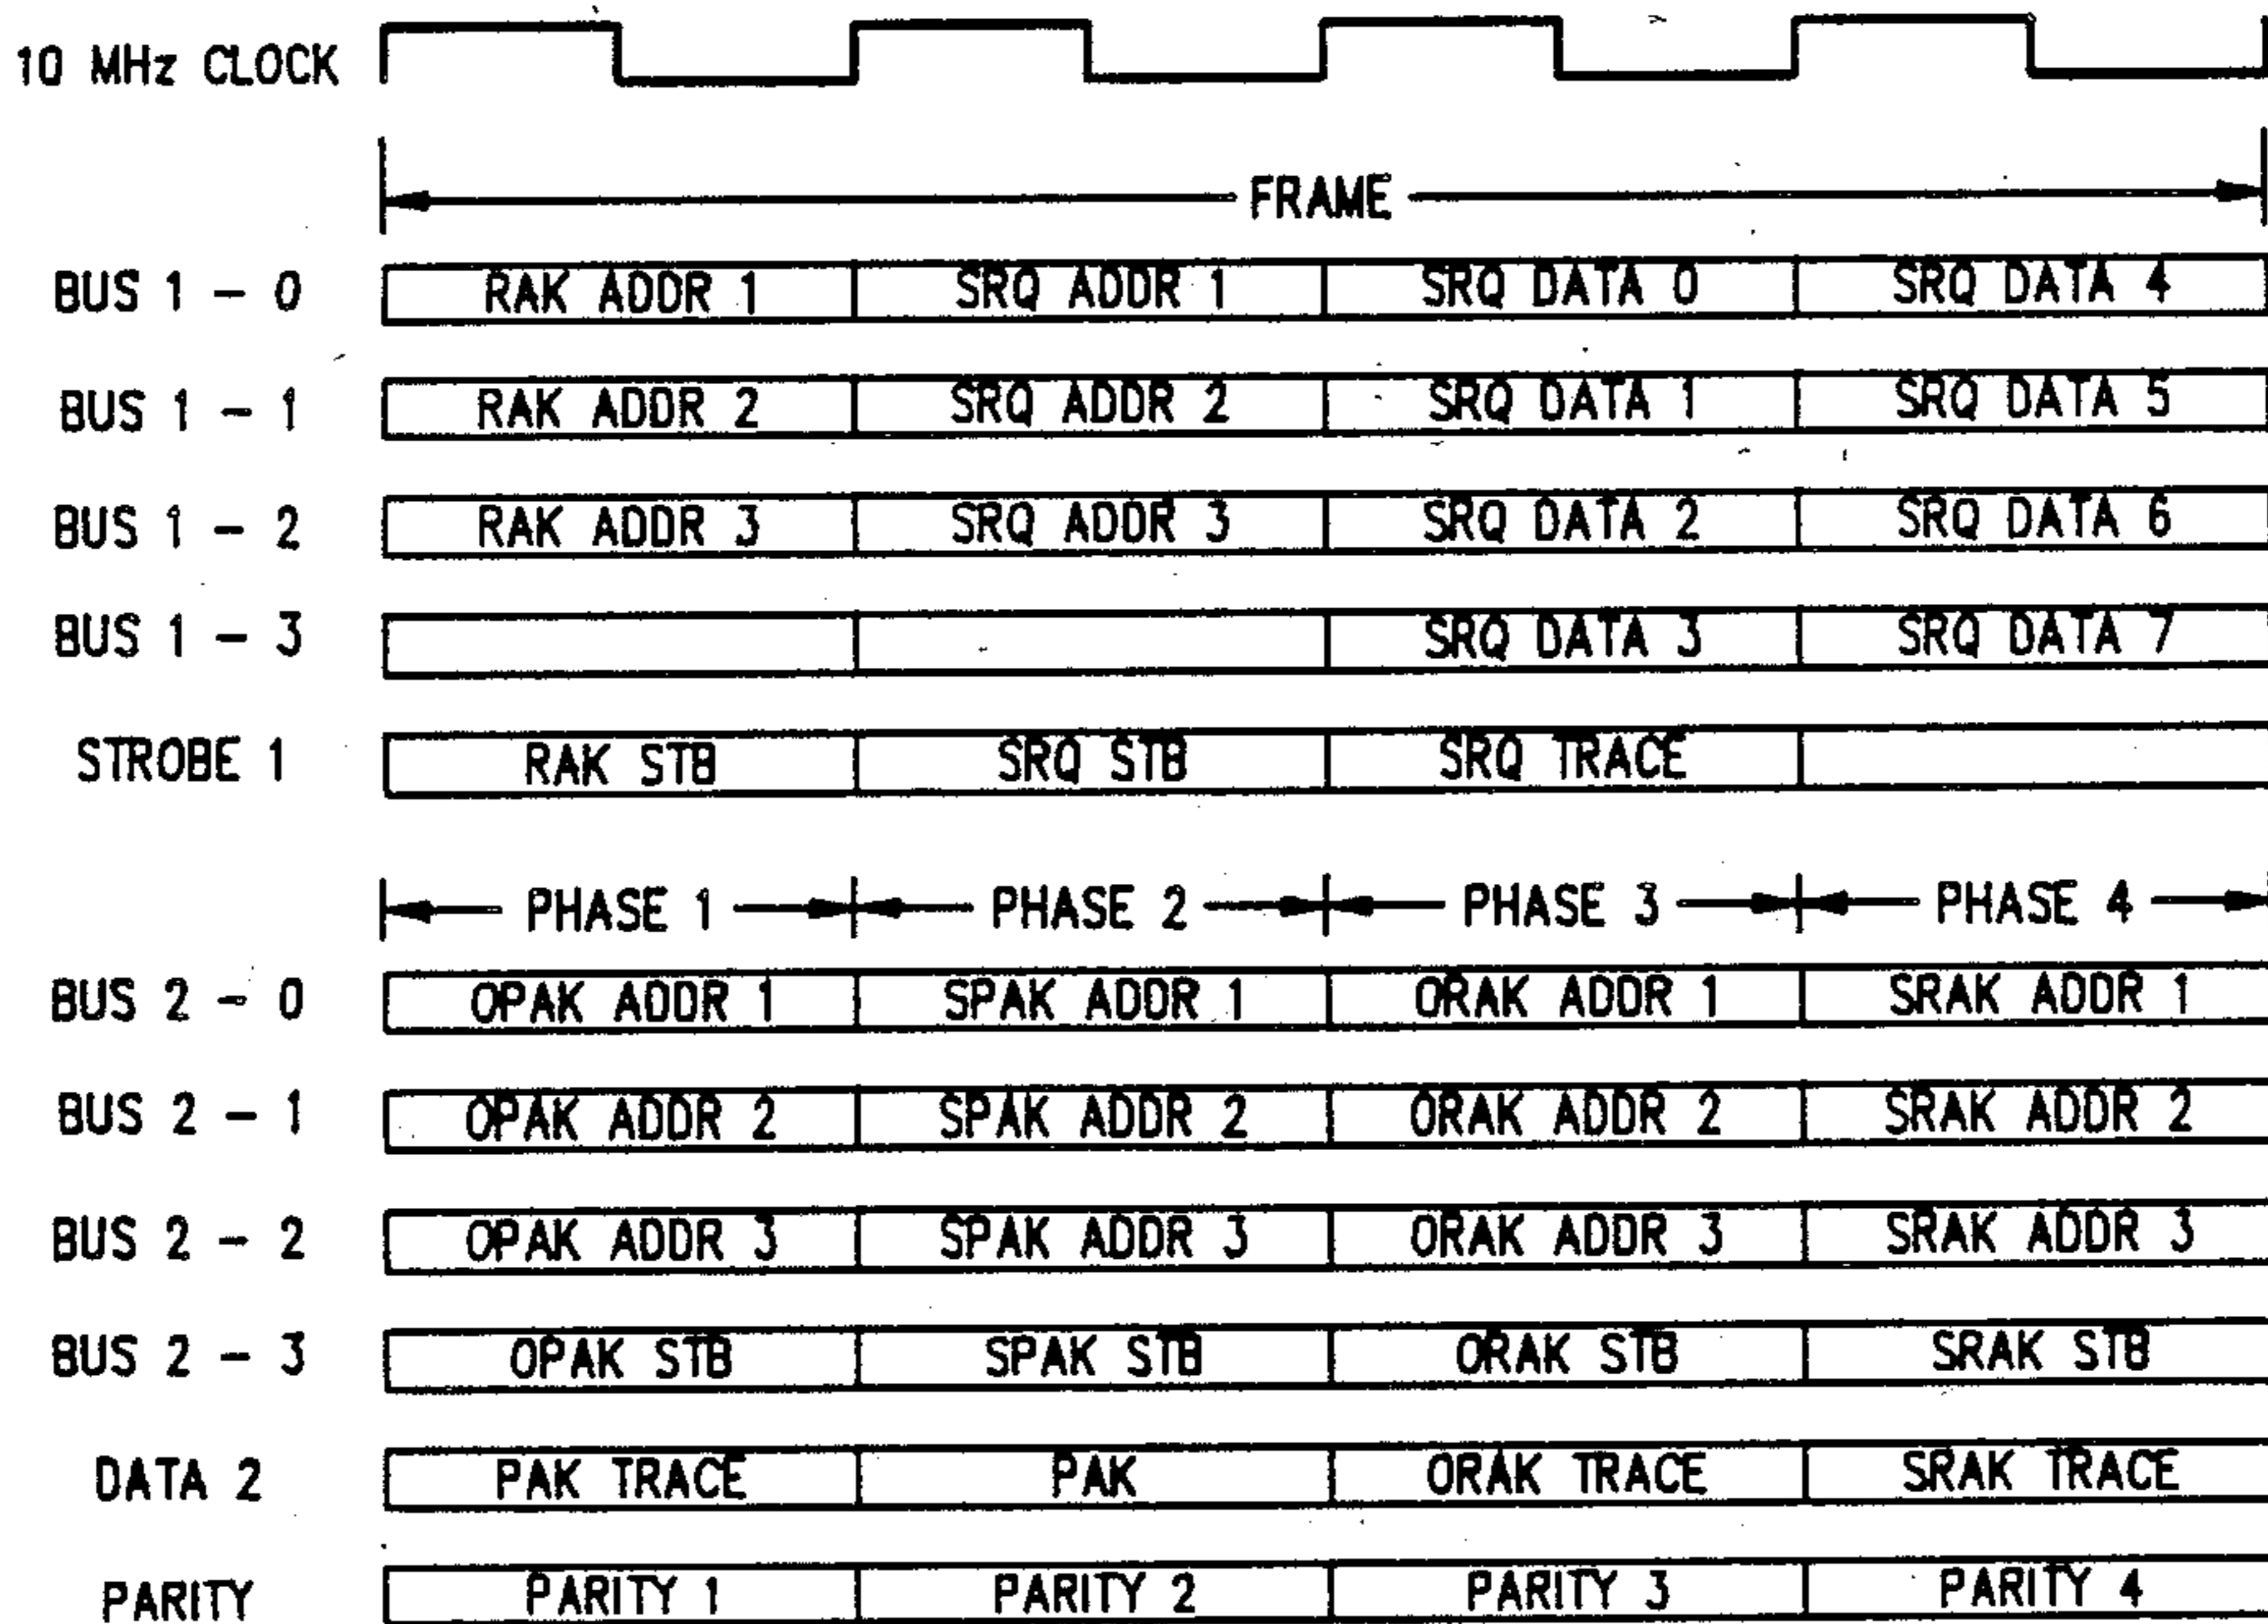 10 MHz CLOCK
FRAME
BUS 1 - 0 RAK ADDR 1 SRQ ADDR 1 SRQ DATA 0 SRQ DATA 4
BUS 1 - 1 RAK ADDR 2 SRQ ADDR 2 SRQ DATA 1 SRQ DATA 5
BUS 1 - 2 RAK ADDR 3 SRQ ADDR 3 SRQ DATA 2 SRQ DATA 6
BUS 1 - 3 SRQ DATA 3 SRQ DATA 7
STROBE 1 RAK STB SRQ STB SRQ TRACE
PHASE 1 PHASE 2 PHASE 3 PHASE 4
BUS 2 - 0 OPAK ADDR 1 SPAK ADDR 1 ORAK ADDR 1 SRAK ADDR 1
BUS 2 - 1 OPAK ADDR 2 SPAK ADDR 2 ORAK ADDR 2 SRAK ADDR 2
BUS 2 - 2 OPAK ADDR 3 SPAK ADDR 3 ORAK ADDR 3 SRAK ADDR 3
BUS 2 - 3 OPAK STB SPAK STB ORAK STB SRAK STB
DATA 2 PAK TRACE PAK ORAK TRACE SRAK TRACE
PARITY PARITY 1 PARITY 2 PARITY 3 PARITY 4